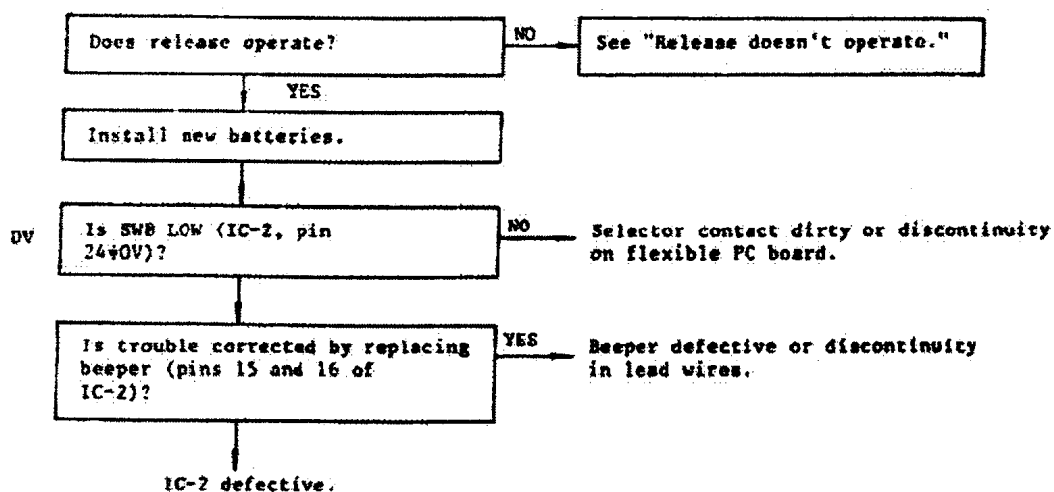 Does release operate?
NO
See "Release doesn't operate."
YES
Install new batteries.
DV
Is SWB LOW (IC-2, pin
24→0V)?
NO
Selector contact dirty or discontinuity
on flexible PC board.
Is trouble corrected by replacing
beeper (pins 15 and 16 of
IC-2)?
YES
Beeper defective or discontinuity
in lead wires.
IC-2 defective.